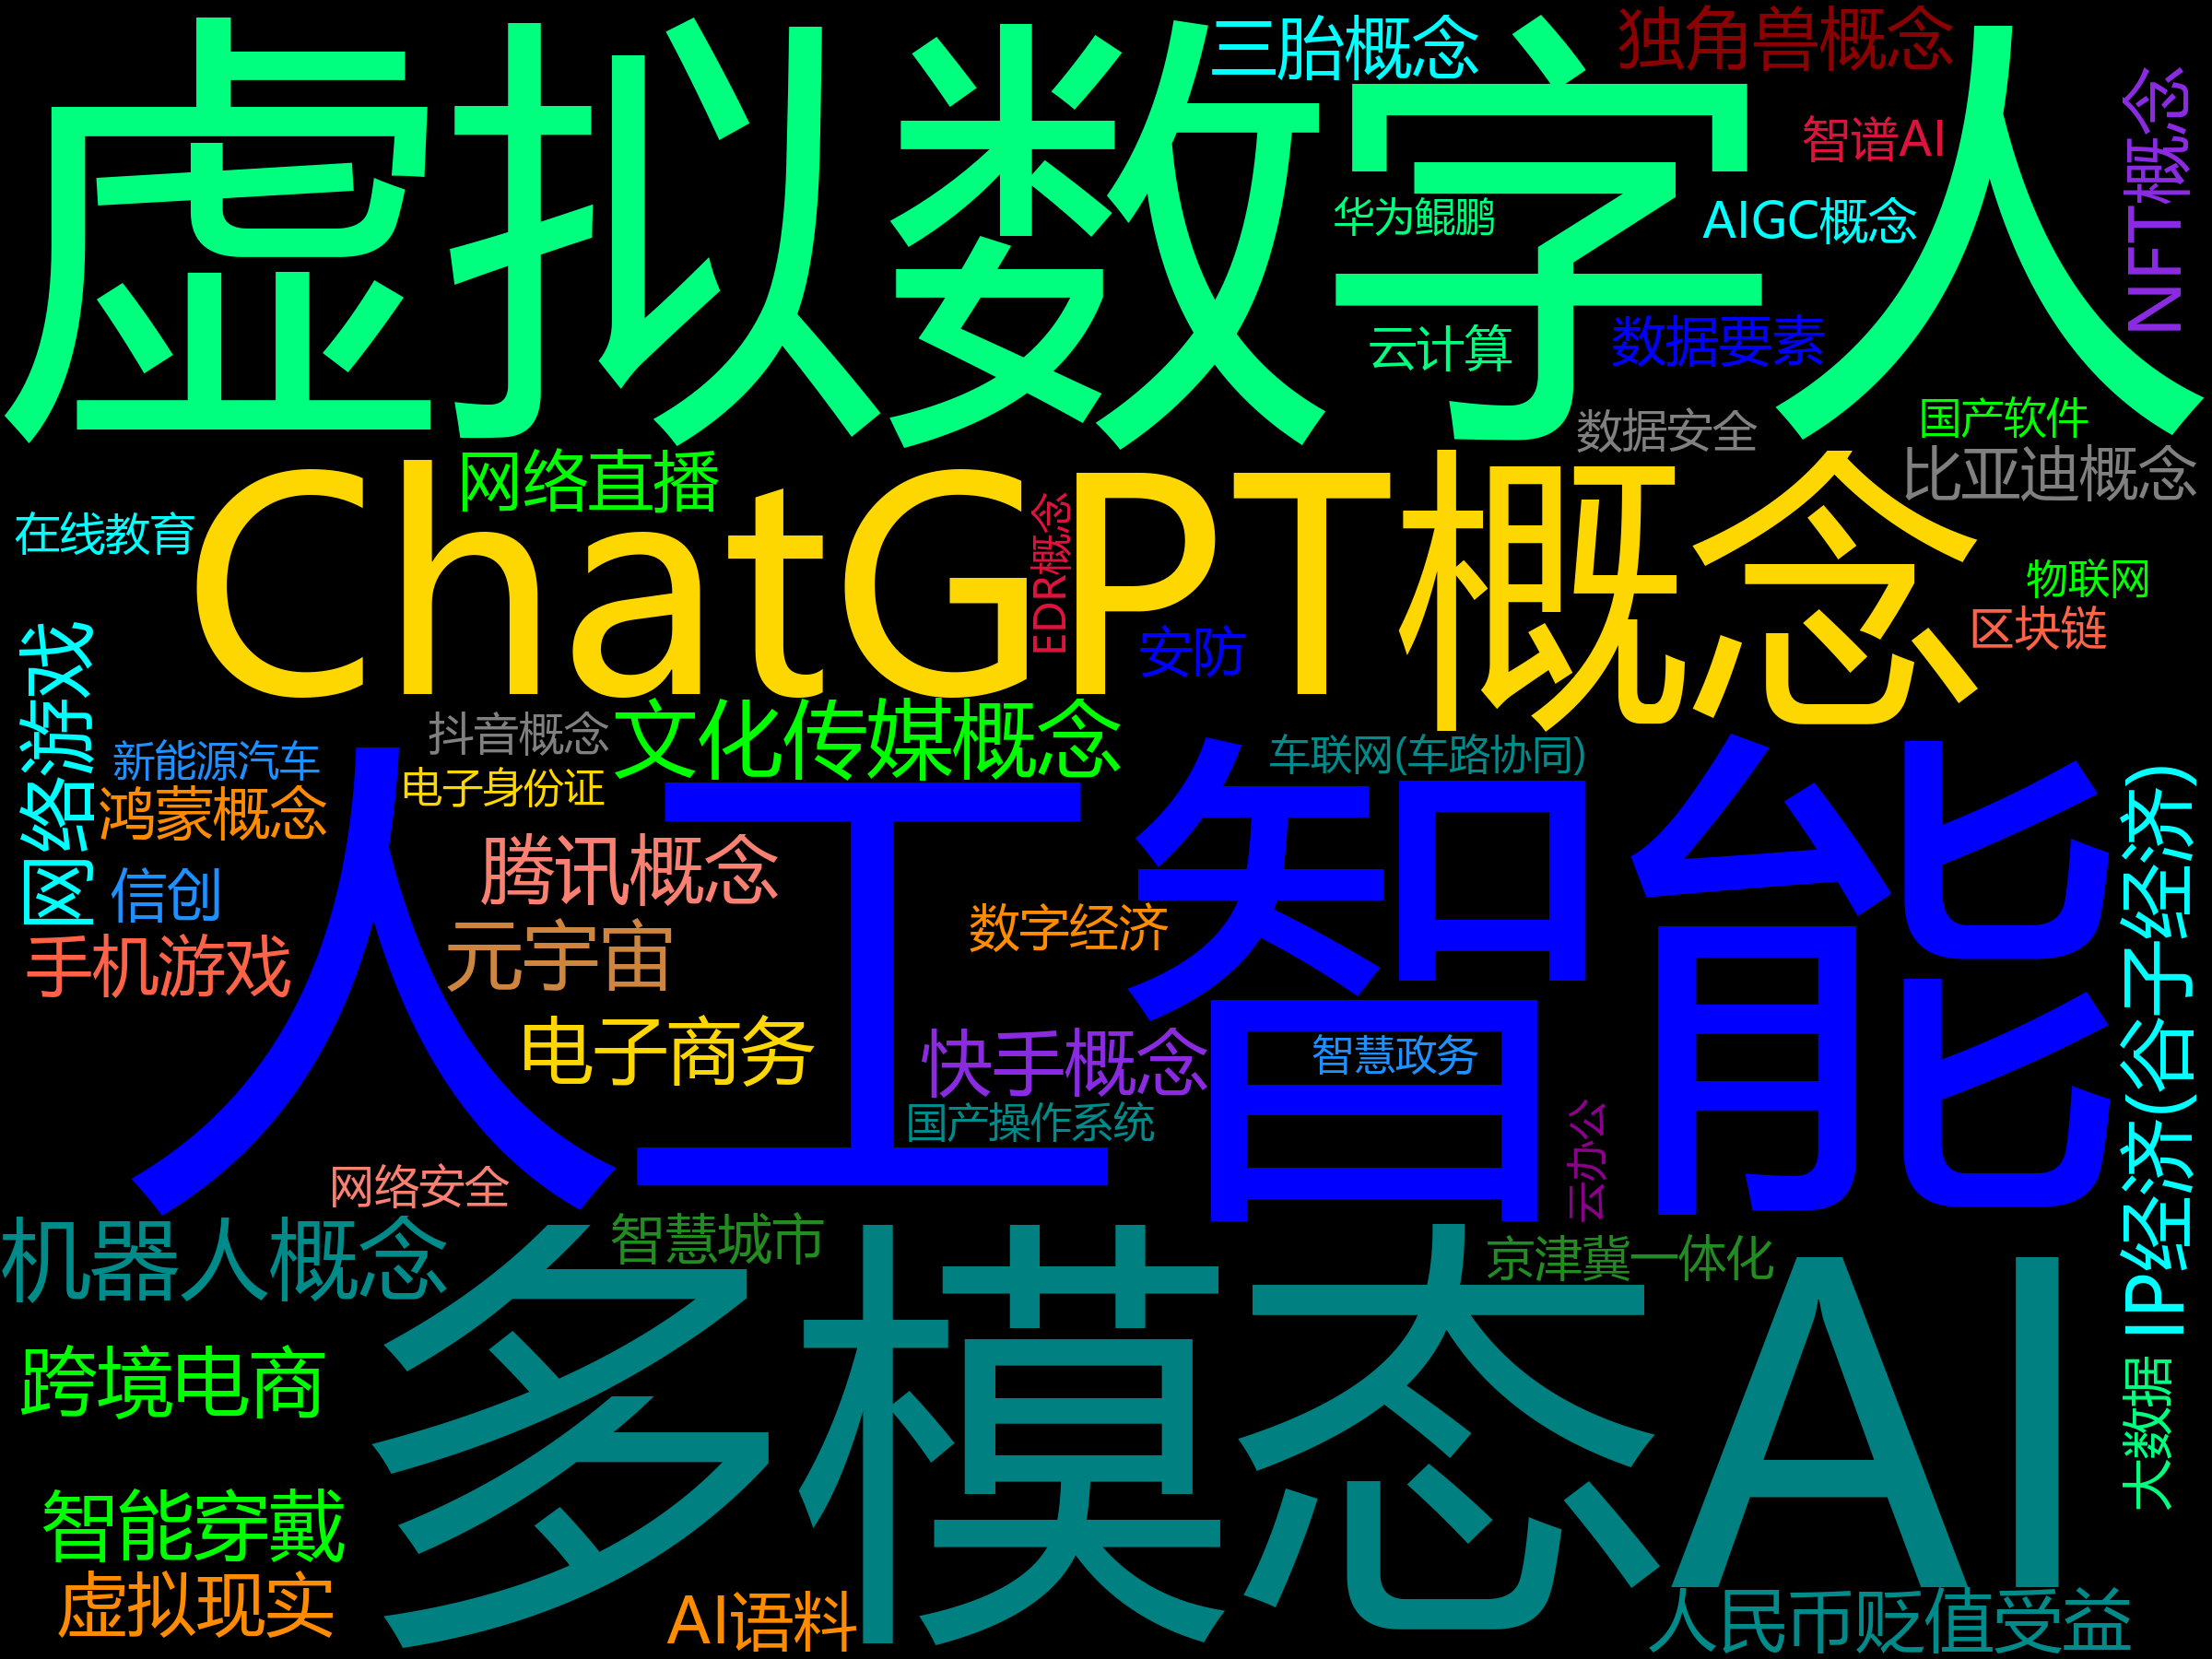 虚拟数字人
三胎概念
独角兽概念
NFT概念
智谱AI
华为鲲鹏
AIGC概念
云计算
数据要素
国产软件
数据安全
比亚迪概念
网络直播
ChatGPT概念
在线教育
EDR概念
物联网
区块链
安防
网络游戏
抖音概念
文化传媒概念
车联网(车路协同)
新能源汽车
电子身份证
鸿蒙概念
人工智能
腾讯概念
信创
IP经济(谷子经济)
手机游戏
元宇宙
数字经济
电子商务
快手概念
智慧政务
国产操作系统
云办公
网络安全
机器人概念
智慧城市
京津冀一体化
多模态AI
跨境电商
大数据
智能穿戴
虚拟现实
AI语料
人民币贬值受益